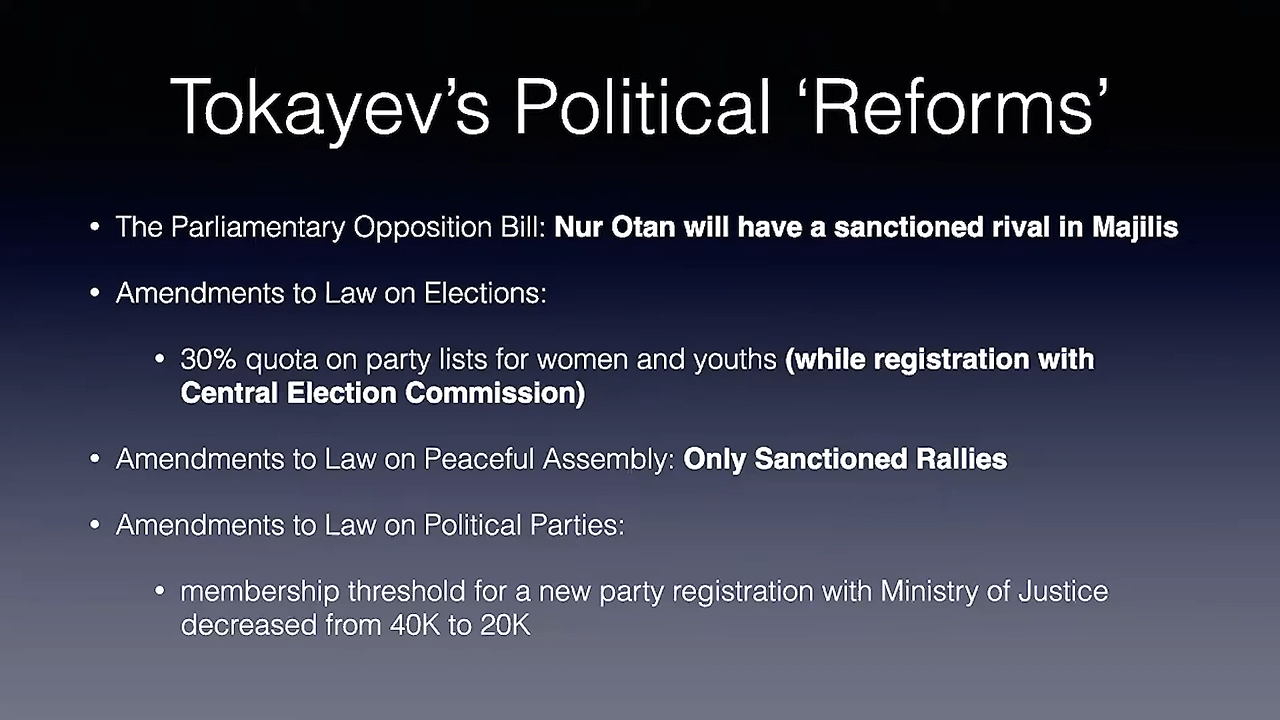 Tokayev’s Political ‘Reforms’
• The Parliamentary Opposition Bill: Nur Otan will have a sanctioned rival in Majilis
• Amendments to Law on Elections:
• 30% quota on party lists for women and youths (while registration with
Central Election Commission)
• Amendments to Law on Peaceful Assembly: Only Sanctioned Rallies
• Amendments to Law on Political Parties:
• membership threshold for a new party registration with Ministry of Justice
decreased from 40K to 20K